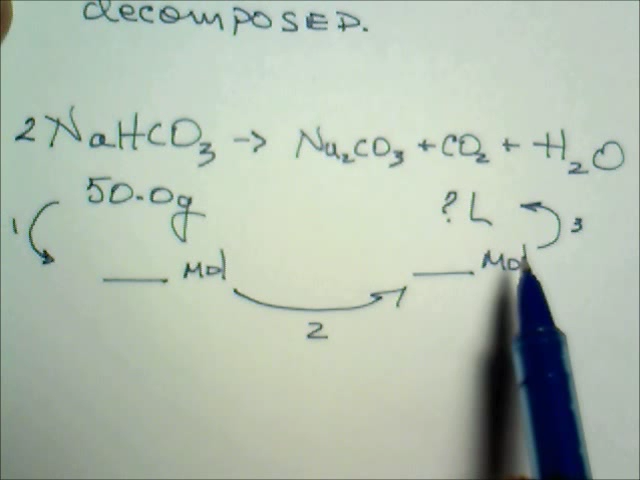 decomposed.
2NaHCO3 -> Na2CO3 + CO2 + H2O
50.0g ? L
1 3
___ Mol ___ Mol
2